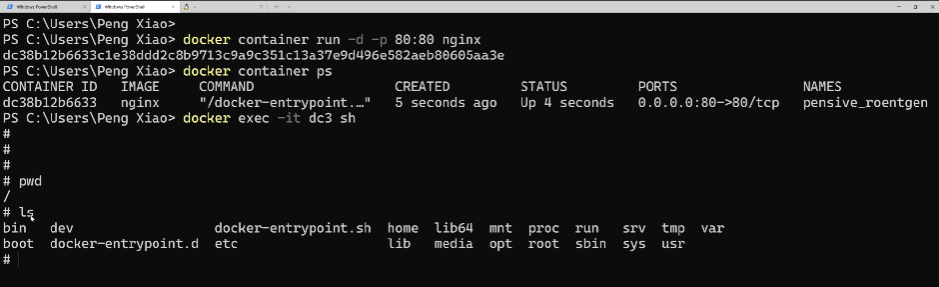 Windows PowerShell
Windows PowerShell
PS C:\Users\Peng Xiao>
PS C:\Users\Peng Xiao> docker container run -d -p 80:80 nginx
dc38b12b6633c1e38ddd2c8b9713c9a9c351c13a37e9d496e582aeb80605aa3e
PS C:\Users\Peng Xiao> docker container ps
CONTAINER ID   IMAGE     COMMAND                  CREATED         STATUS         PORTS                NAMES
dc38b12b6633   nginx     "/docker-entrypoint.…"   5 seconds ago   Up 4 seconds   0.0.0.0:80->80/tcp   pensive_roentgen
PS C:\Users\Peng Xiao> docker exec -it dc3 sh
#
#
#
# pwd
/
# ls
bin   dev                  docker-entrypoint.sh  home  lib64  mnt  proc  run   srv  tmp  var
boot  docker-entrypoint.d  etc                   lib   media  opt  root  sbin  sys  usr
#